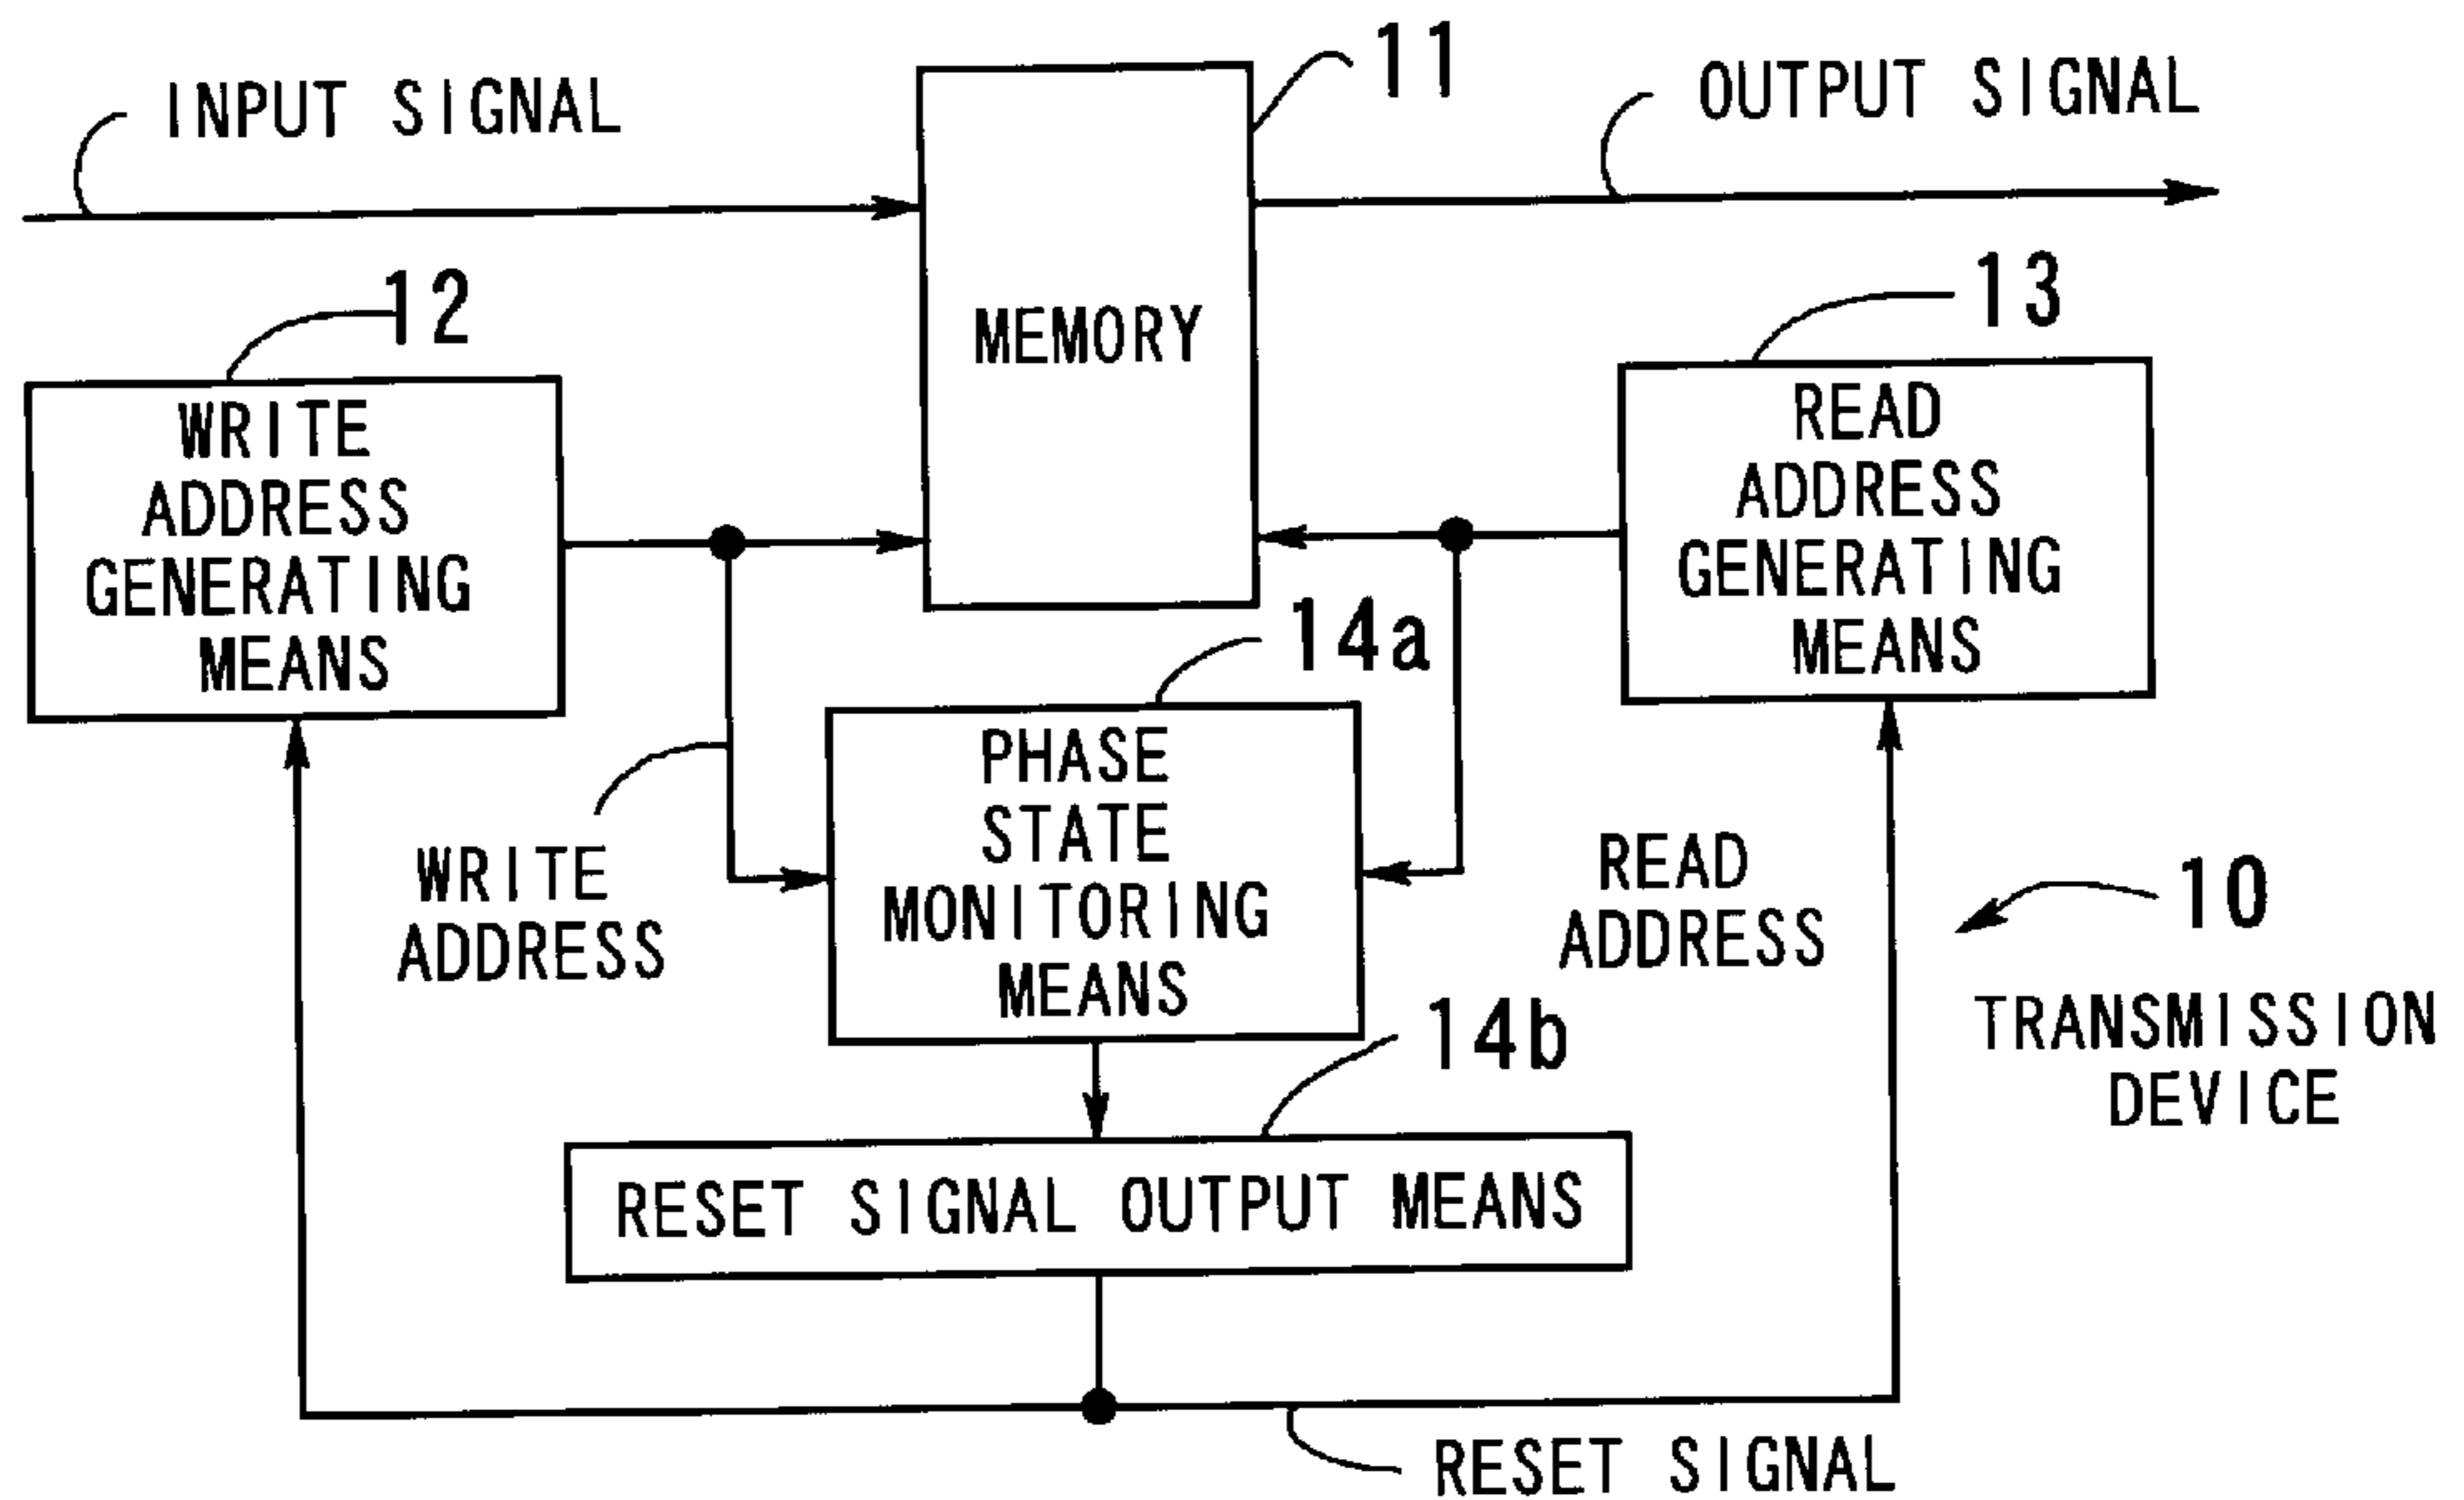 11
INPUT SIGNAL
OUTPUT SIGNAL
12
MEMORY
13
WRITE
ADDRESS
GENERATING
MEANS
READ
ADDRESS
GENERATING
MEANS
14a
PHASE
STATE
MONITORING
MEANS
WRITE
ADDRESS
READ
ADDRESS
10
TRANSMISSION
DEVICE
14b
RESET SIGNAL OUTPUT MEANS
RESET SIGNAL